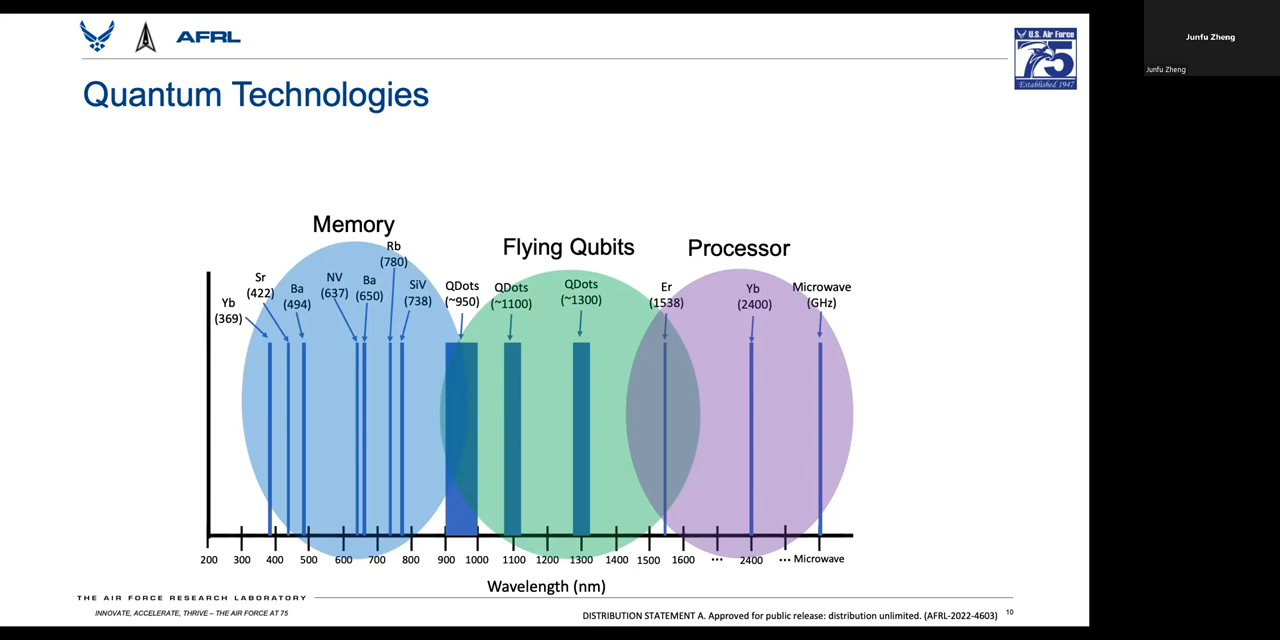 AFRL
U.S. Air Force
75
Established 1947
Junfu Zheng
Junfu Zheng
Quantum Technologies
Memory
Flying Qubits
Processor
Yb
(369)
Sr
(422)
Ba
(494)
NV
(637)
Ba
(650)
Rb
(780)
SiV
(738)
QDots
(~950)
QDots
(~1100)
QDots
(~1300)
Er
(1538)
Yb
(2400)
Microwave
(GHz)
200 300 400 500 600 700 800 900 1000 1100 1200 1300 1400 1500 1600 ... 2400 ... Microwave
Wavelength (nm)
THE AIR FORCE RESEARCH LABORATORY
INNOVATE, ACCELERATE, THRIVE – THE AIR FORCE AT 75
DISTRIBUTION STATEMENT A. Approved for public release: distribution unlimited. (AFRL-2022-4603) 10